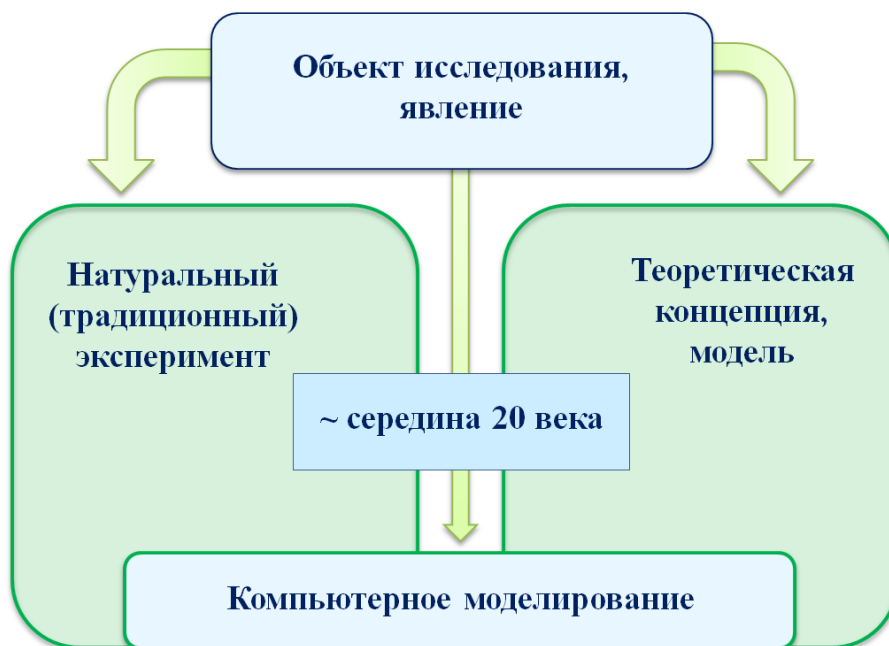 Объект исследования,
явление
Натуральный
(традиционный)
эксперимент
Теоретическая
концепция,
модель
~ середина 20 века
Компьютерное моделирование